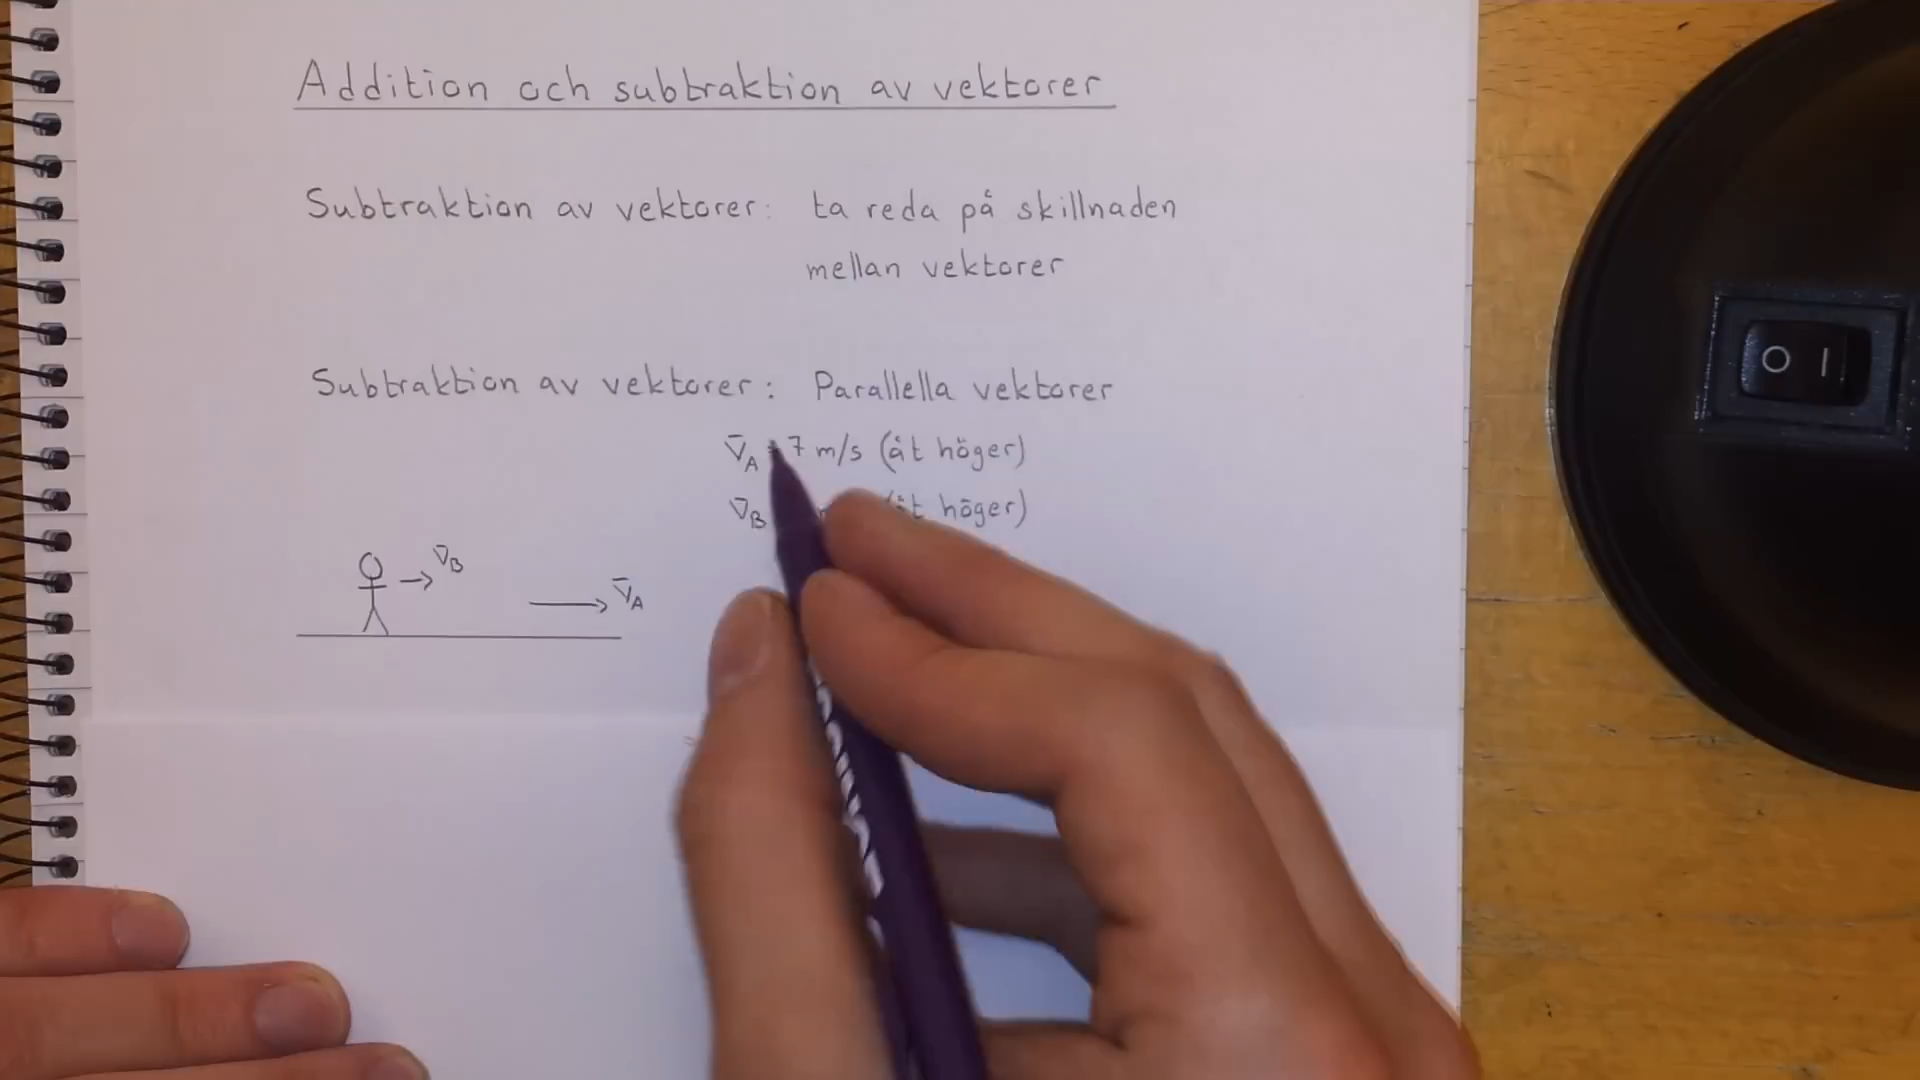 Addition och subtraktion av vektorer
Subtraktion av vektorer: ta reda på skillnaden
mellan vektorer
Subtraktion av vektorer: Parallella vektorer
v̄A = 7 m/s (åt höger)
v̄B (åt höger)
v̄B
v̄A
O I